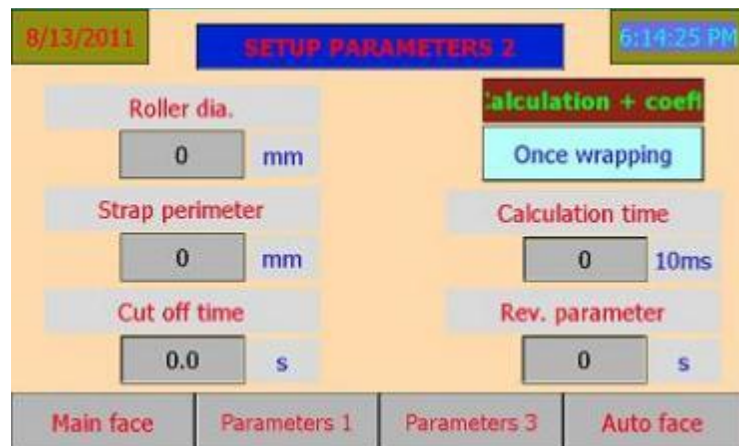 8/13/2011
SETUP PARAMETERS 2
6:14:25 PM
Roller dia.
0 mm
Strap perimeter
0 mm
Cut off time
0.0 s
alculation + coeff
Once wrapping
Calculation time
0 10ms
Rev. parameter
0 s
Main face
Parameters 1
Parameters 3
Auto face